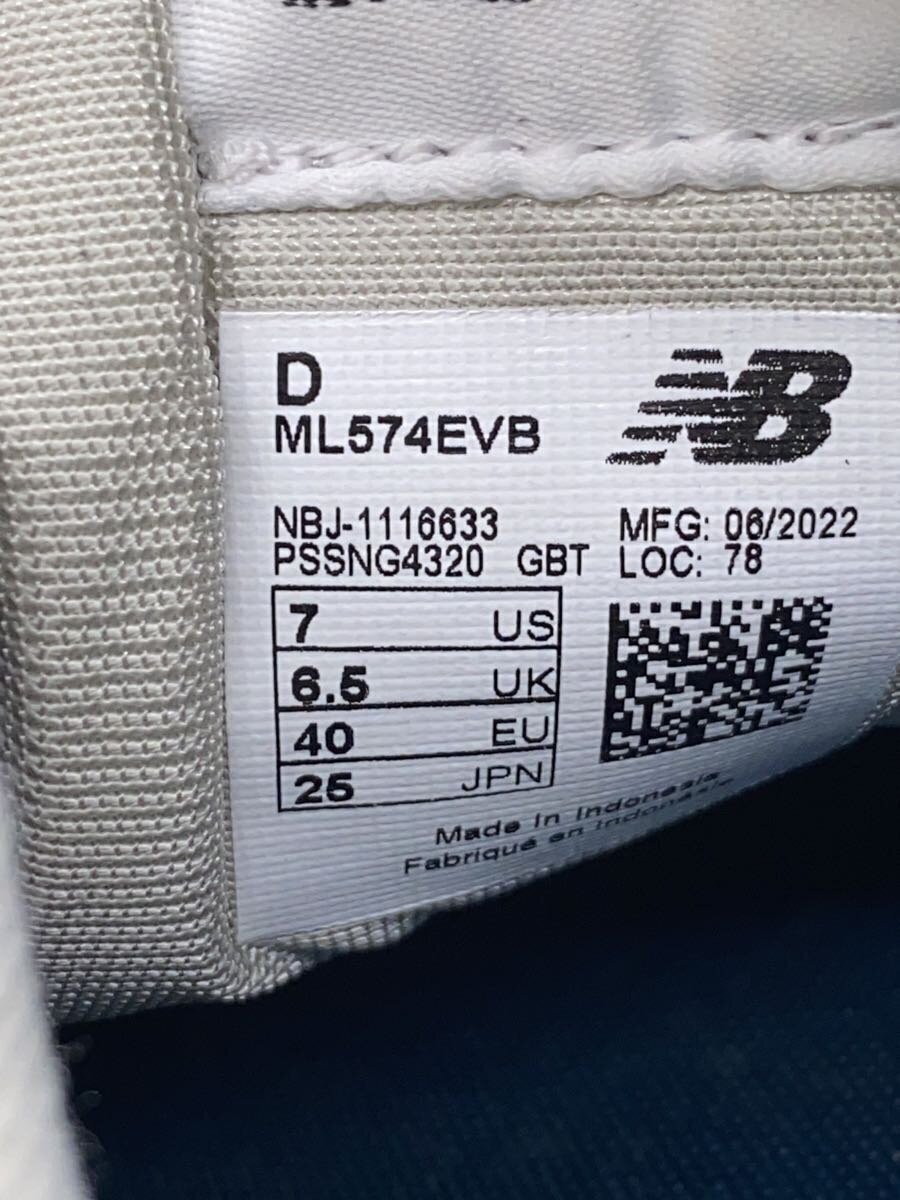 D
ML574EVB
NB
NBJ-1116633
PSSNG4320 GBT
MFG: 06/2022
LOC: 78
7 US
6.5 UK
40 EU
25 JPN
Made in Indonesia
Fabriqué en Indonésie